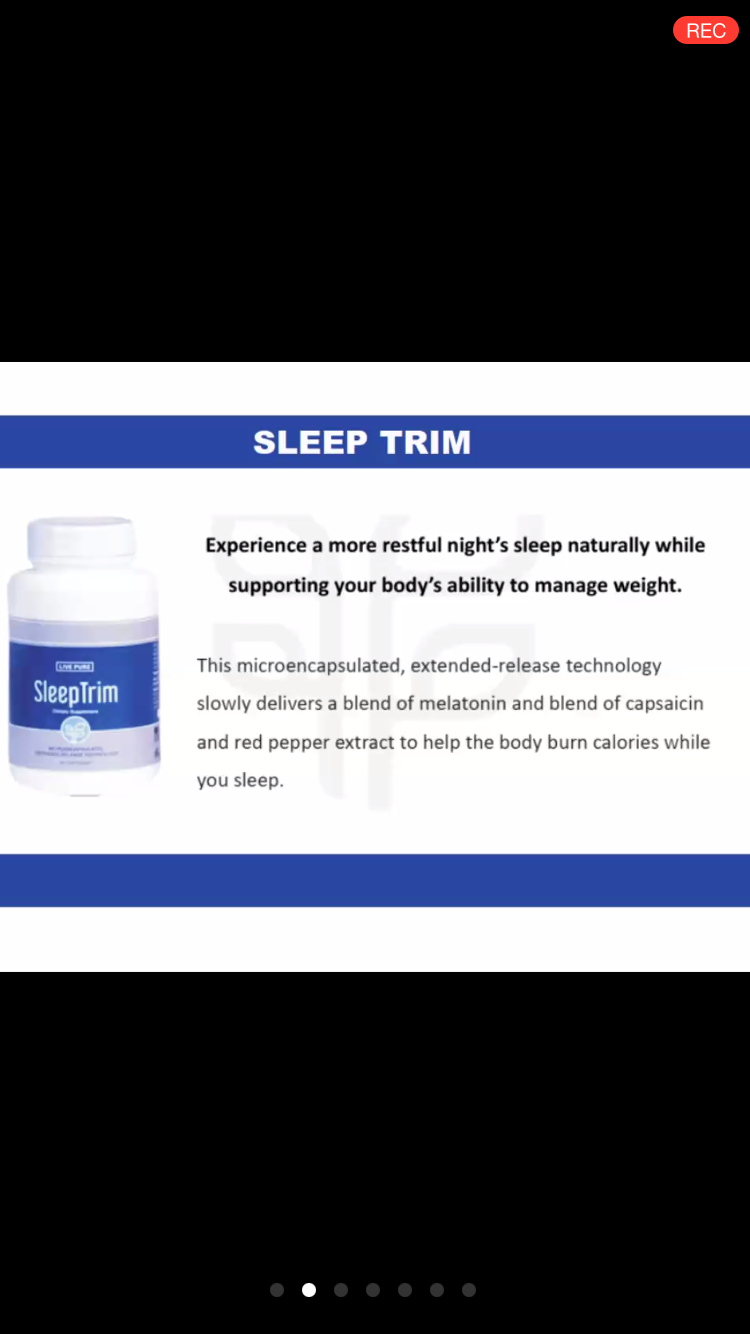 REC
SLEEP TRIM
Experience a more restful night's sleep naturally while
supporting your body's ability to manage weight.
LIVE PURE
SleepTrim
Dietary Supplement
This microencapsulated, extended-release technology
slowly delivers a blend of melatonin and blend of capsaicin
and red pepper extract to help the body burn calories while
you sleep.